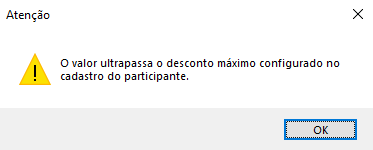 Atenção
O valor ultrapassa o desconto máximo configurado no
cadastro do participante.
OK